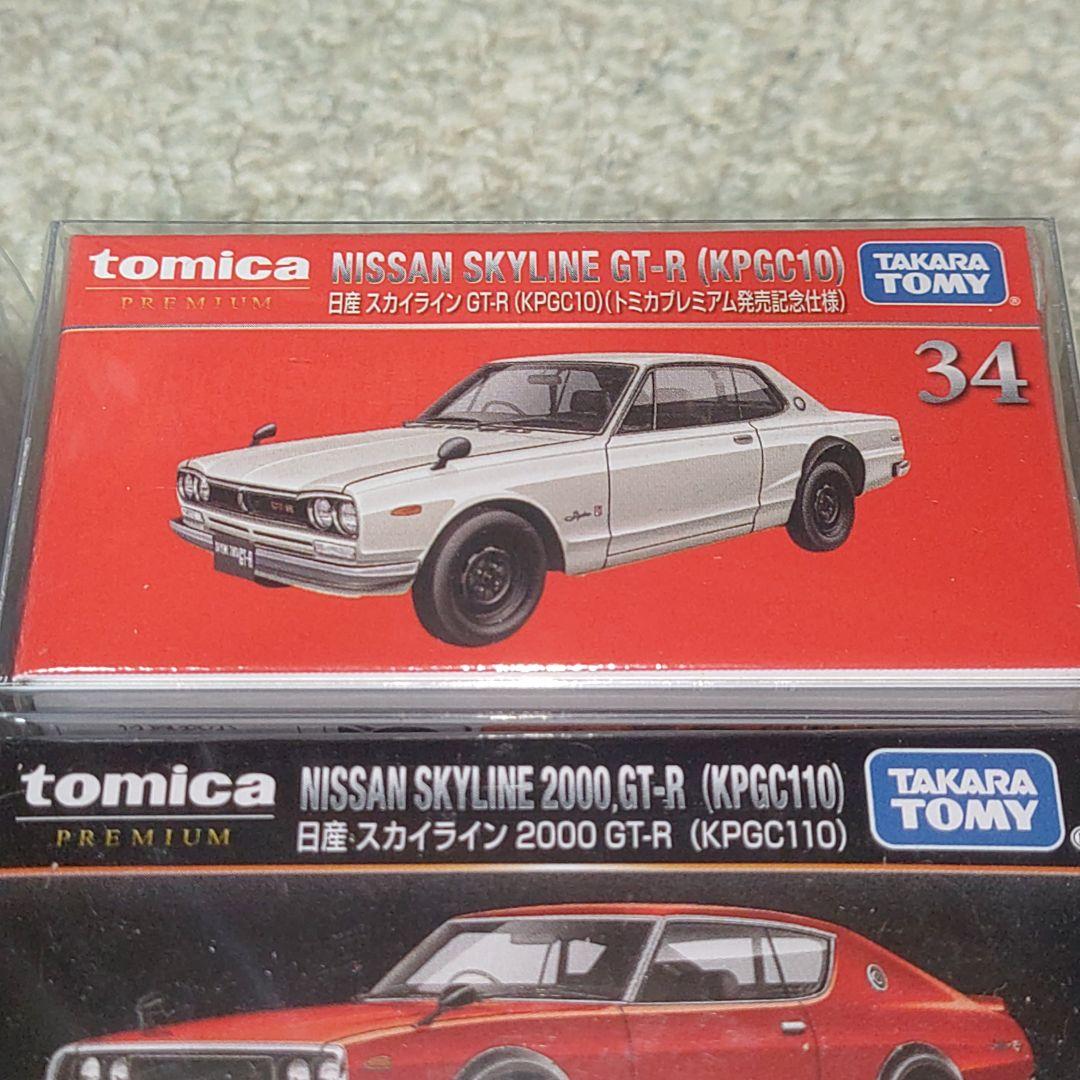 tomica
PREMIUM
NISSAN SKYLINE GT-R (KPGC10)
日産 スカイライン GT-R (KPGC10)(トミカプレミアム発売記念仕様)
TAKARA
TOMY
®
34
tomica
PREMIUM
NISSAN SKYLINE 2000 GT-R (KPGC110)
日産 スカイライン 2000 GT-R (KPGC110)
TAKARA
TOMY